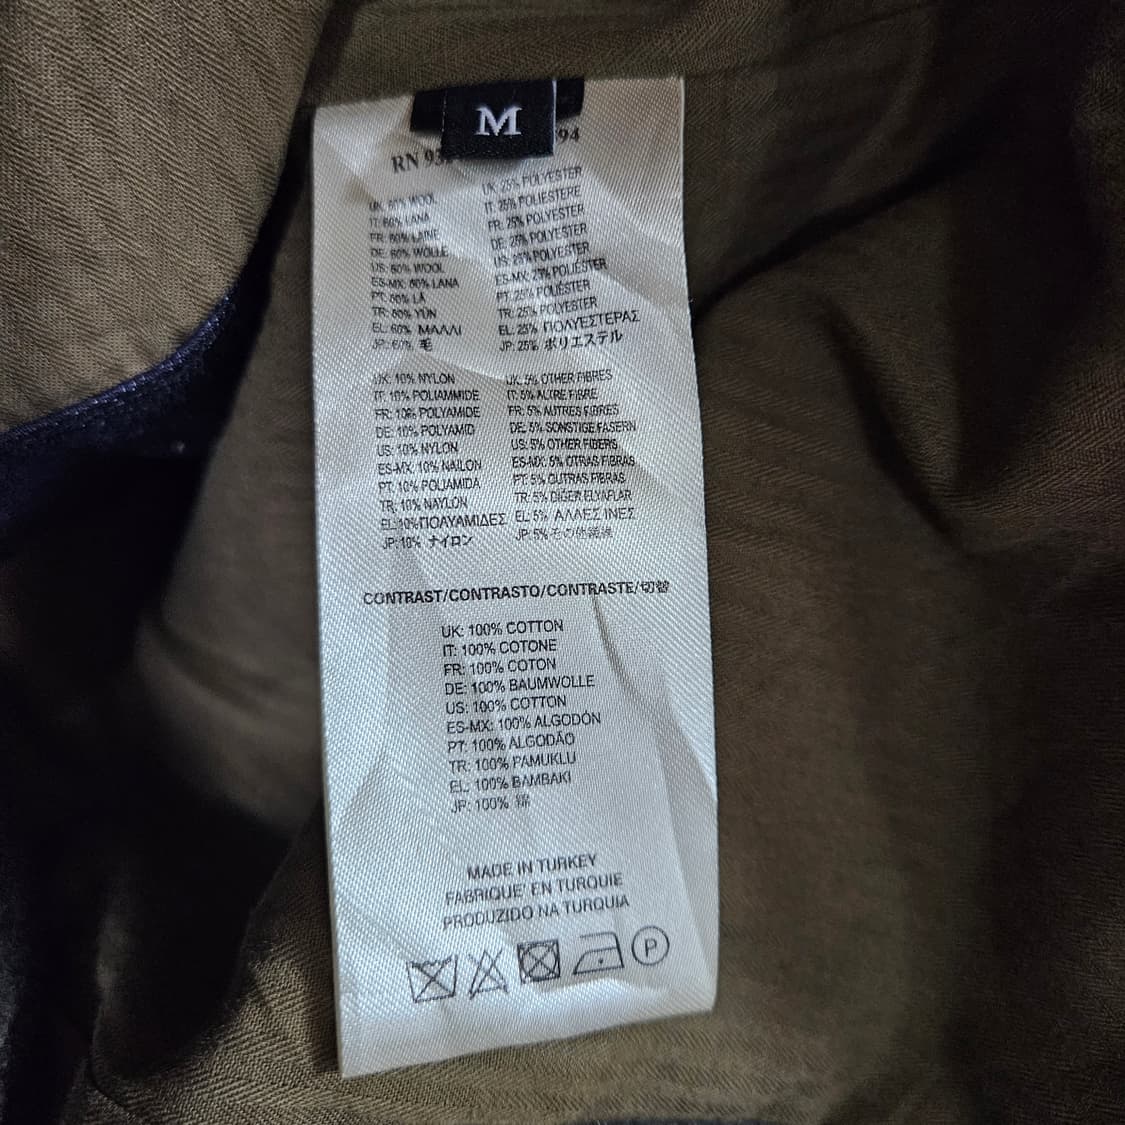 M
RN 93
94
UK: 60% WOOL
IT: 60% LANA
FR: 60% LAINE
DE: 60% WOLLE
US: 60% WOOL
ES-MX: 60% LANA
PT: 60% LÃ
TR: 60% YÜN
EL: 60% ΜΑΛΛΙ
JP: 60% 毛
UK: 25% POLYESTER
IT: 25% POLIESTERE
FR: 25% POLYESTER
DE: 25% POLYESTER
US: 25% POLYESTER
ES-MX: 25% POLIÉSTER
PT: 25% POLIÉSTER
TR: 25% POLYESTER
EL: 25% ΠΟΛΥΕΣΤΕΡΑΣ
JP: 25% ポリエステル
UK: 10% NYLON
IT: 10% POLIAMMIDE
FR: 10% POLYAMIDE
DE: 10% POLYAMID
US: 10% NYLON
ES-MX: 10% NAILON
PT: 10% POLIAMIDA
TR: 10% NAYLON
EL: 10% ΠΟΛΥΑΜΙΔΕΣ
JP: 10% ナイロン
UK: 5% OTHER FIBRES
IT: 5% ALTRE FIBRE
FR: 5% AUTRES FIBRES
DE: 5% SONSTIGE FASERN
US: 5% OTHER FIBERS
ES-MX: 5% OTRAS FIBRAS
PT: 5% OUTRAS FIBRAS
TR: 5% DIĞER ELYAFLAR
EL: 5% ΑΛΛΕΣ ΙΝΕΣ
JP: 5%
CONTRAST/CONTRASTO/CONTRASTE/切替
UK: 100% COTTON
IT: 100% COTONE
FR: 100% COTON
DE: 100% BAUMWOLLE
US: 100% COTTON
ES-MX: 100% ALGODÓN
PT: 100% ALGODÃO
TR: 100% PAMUKLU
EL: 100% ΒΑΜΒΑΚΙ
JP: 100% 綿
MADE IN TURKEY
FABRIQUE' EN TURQUIE
PRODUZIDO NA TURQUIA
P